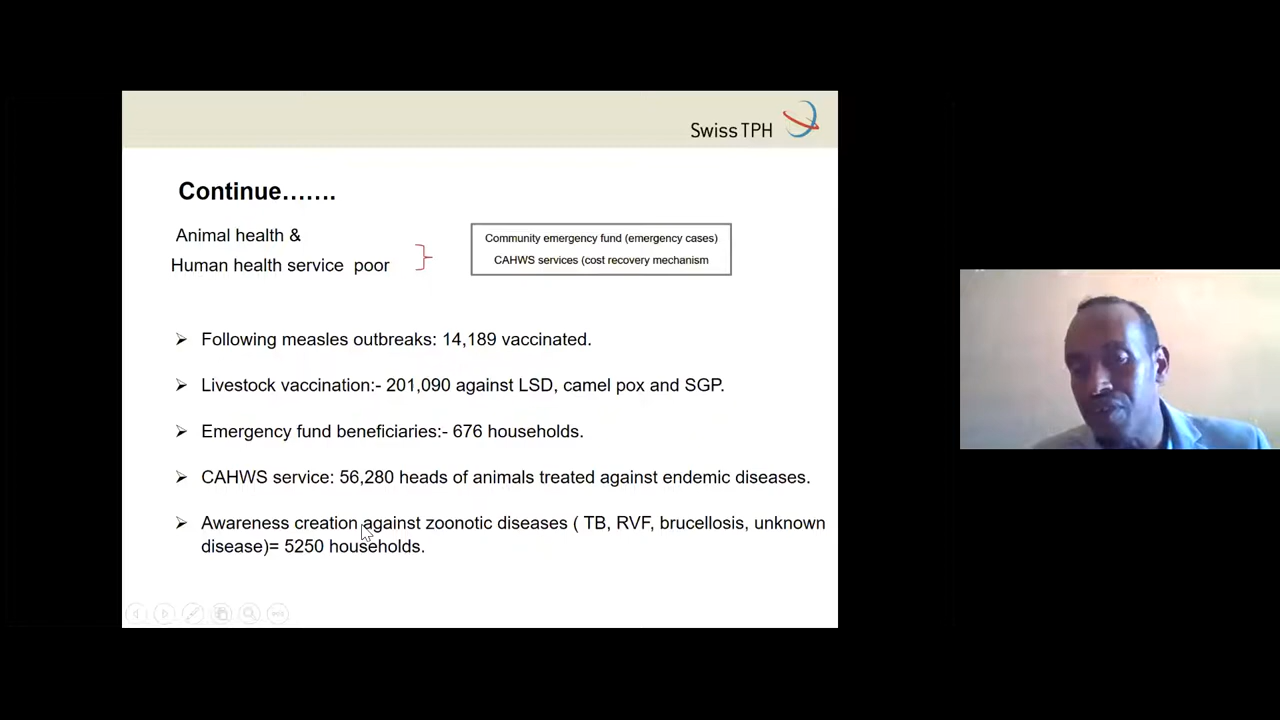 Swiss TPH
Continue…….
Animal health &
Human health service poor
Community emergency fund (emergency cases)
CAHWS services (cost recovery mechanism
Following measles outbreaks: 14,189 vaccinated.
Livestock vaccination:- 201,090 against LSD, camel pox and SGP.
Emergency fund beneficiaries:- 676 households.
CAHWS service: 56,280 heads of animals treated against endemic diseases.
Awareness creation against zoonotic diseases ( TB, RVF, brucellosis, unknown
disease)= 5250 households.